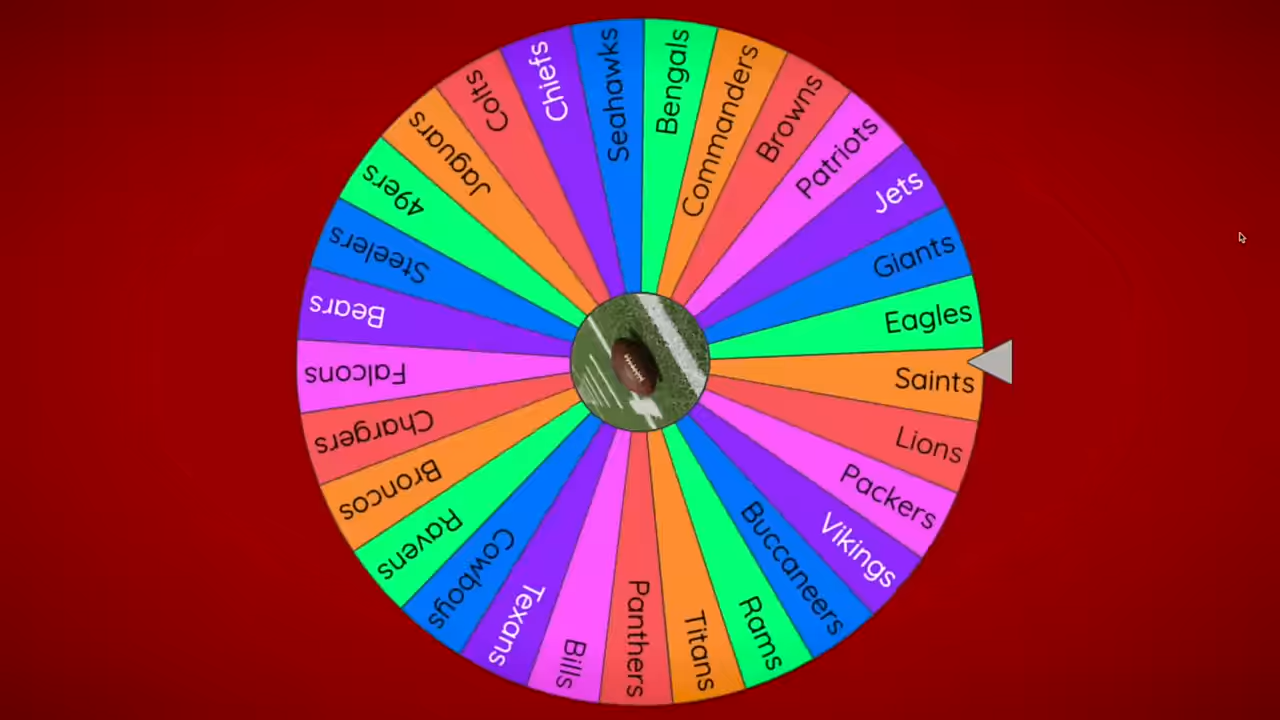 Seahawks
Bengals
Commanders
Browns
Patriots
Jets
Giants
Eagles
Saints
Lions
Packers
Vikings
Buccaneers
Rams
Titans
Panthers
Bills
Texans
Cowboys
Ravens
Broncos
Chargers
Falcons
Bears
Steelers
49ers
Jaguars
Colts
Chiefs